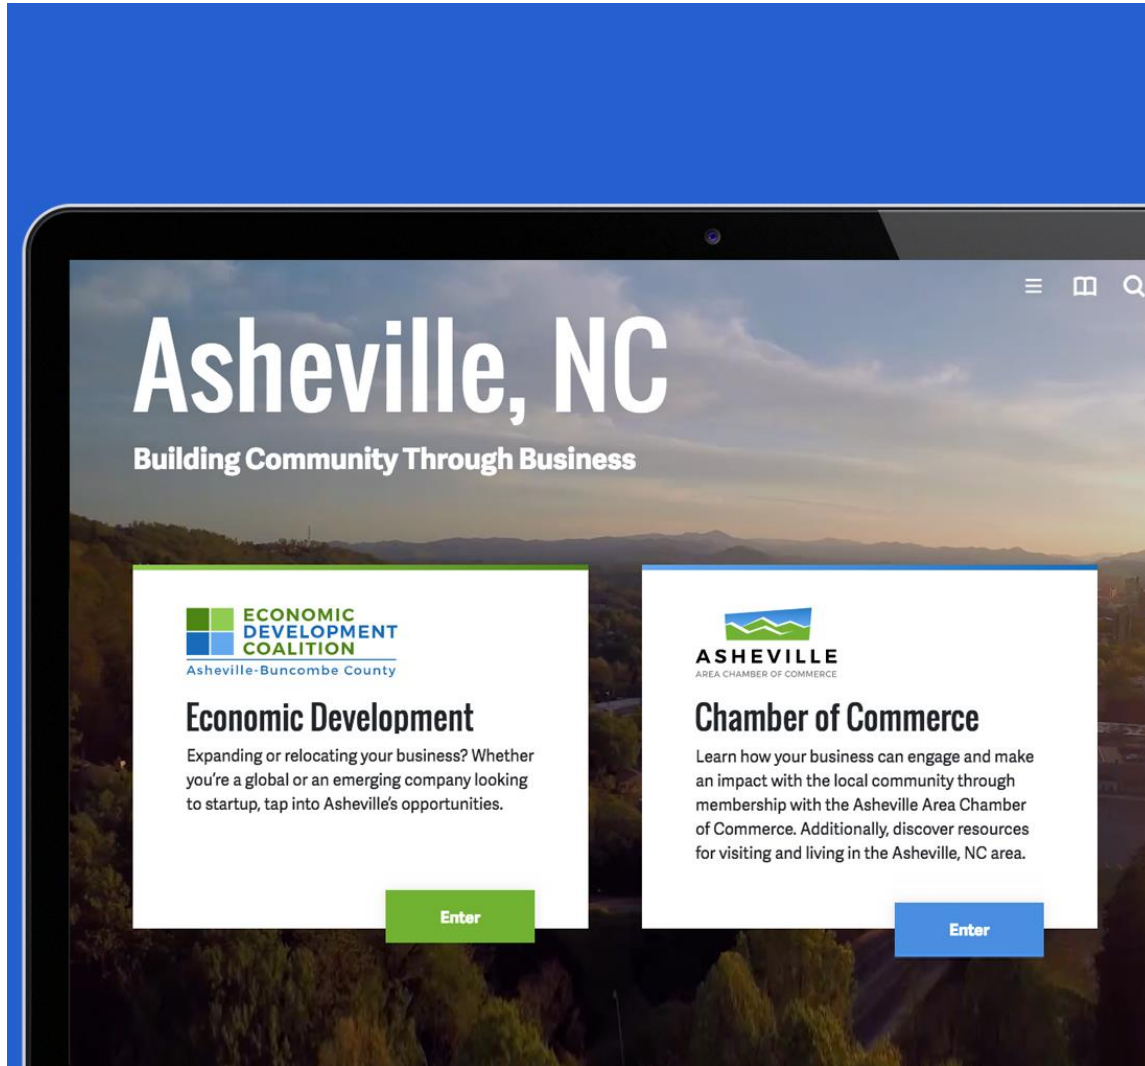 Asheville, NC
Building Community Through Business
ECONOMIC
DEVELOPMENT
COALITION
Asheville-Buncombe County
Economic Development
Expanding or relocating your business? Whether
you're a global or an emerging company looking
to startup, tap into Asheville's opportunities.
Enter
ASHEVILLE
AREA CHAMBER OF COMMERCE
Chamber of Commerce
Learn how your business can engage and make
an impact with the local community through
membership with the Asheville Area Chamber
of Commerce. Additionally, discover resources
for visiting and living in the Asheville, NC area.
Enter